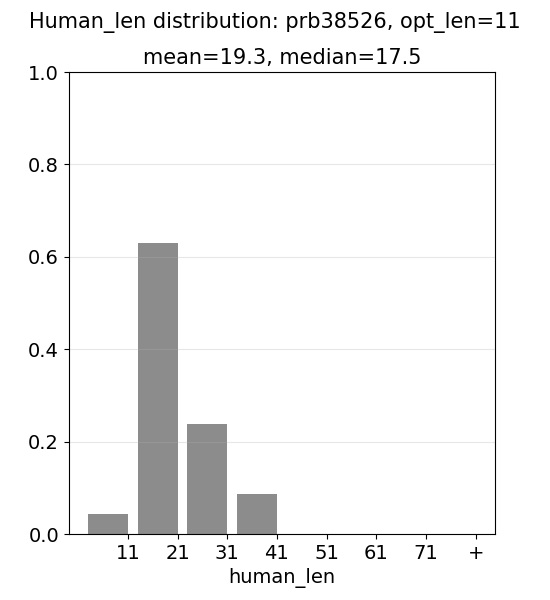 Human_len distribution: prb38526, opt_len=11
mean=19.3, median=17.5
1.0
0.8
0.6
0.4
0.2
0.0
11 21 31 41 51 61 71 +
human_len